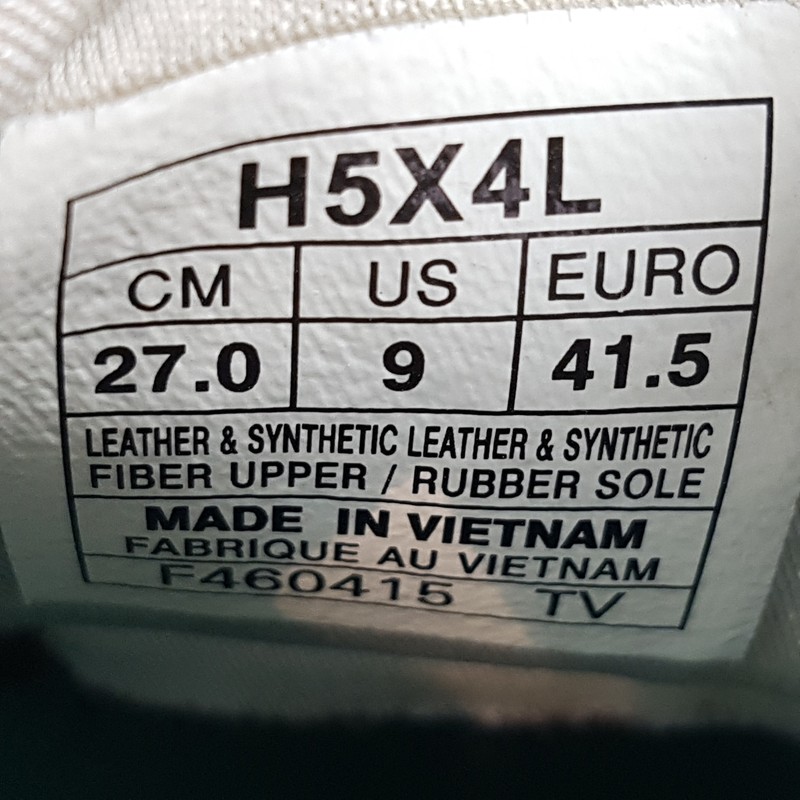 H5X4L
CM US EURO
27.0 9 41.5
LEATHER & SYNTHETIC LEATHER & SYNTHETIC
FIBER UPPER / RUBBER SOLE
MADE IN VIETNAM
FABRIQUE AU VIETNAM
F460415 TV